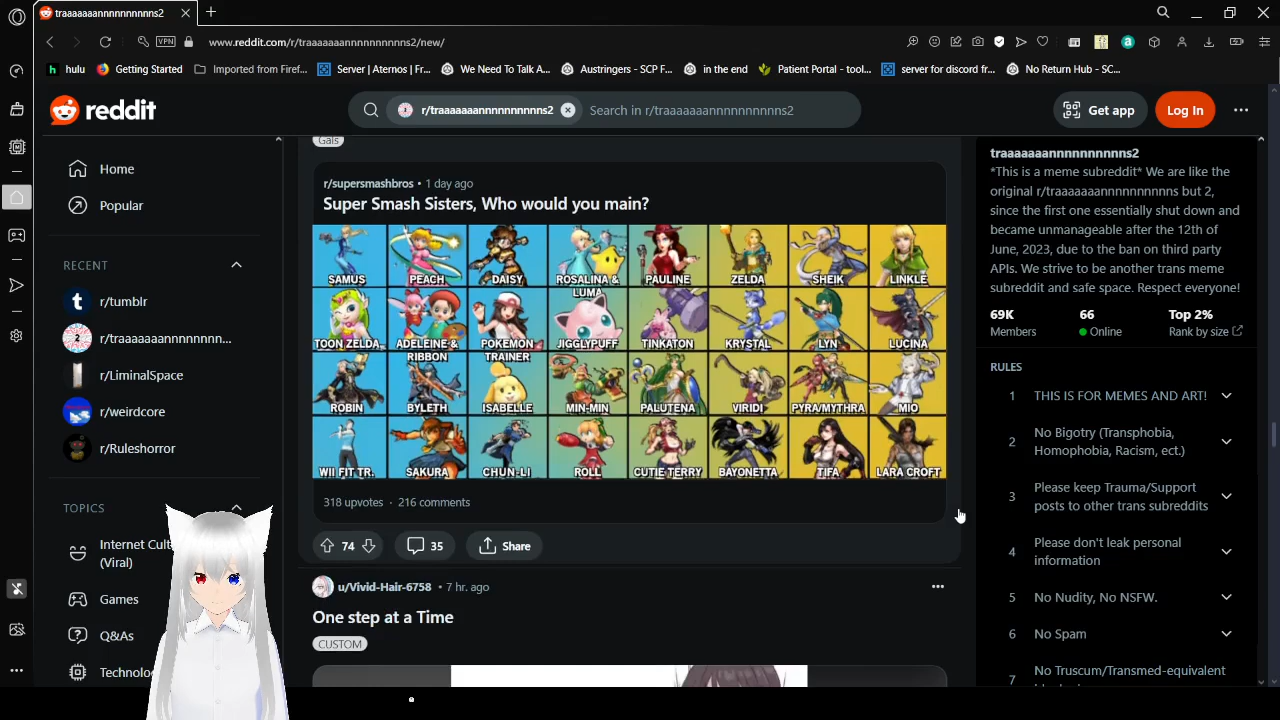 traaaaaaannnnnnnnnns2
VPN
www.reddit.com/r/traaaaaaannnnnnnnnns2/new/
hulu
Getting Started
Imported from Firef...
Server | Aternos | Fr...
We Need To Talk A...
Austringers - SCP F...
in the end
Patient Portal - tool...
server for discord fr...
No Return Hub - SC...
reddit
r/traaaaaaannnnnnnnnns2
Search in r/traaaaaaannnnnnnnnns2
Get app
Log In
Home
Popular
RECENT
r/tumblr
r/traaaaaaannnnnnn...
r/LiminalSpace
r/weirdcore
r/Ruleshorror
TOPICS
Internet Cult
(Viral)
Games
Q&As
Technolo
Gals
r/supersmashbros • 1 day ago
Super Smash Sisters, Who would you main?
SAMUS
PEACH
DAISY
ROSALINA &
LUMA
PAULINE
ZELDA
SHEIK
LINKLE
TOON ZELDA
ADELEINE &
RIBBON
POKEMON
TRAINER
JIGGLYPUFF
TINKATON
KRYSTAL
LYN
LUCINA
ROBIN
BYLETH
ISABELLE
MIN-MIN
PALUTENA
VIRIDI
PYRA/MYTHRA
MIO
WII FIT TR.
SAKURA
CHUN-LI
ROLL
CUTIE TERRY
BAYONETTA
TIFA
LARA CROFT
318 upvotes • 216 comments
74
35
Share
u/Vivid-Hair-6758 • 7 hr. ago
One step at a Time
CUSTOM
traaaaaaannnnnnnnnns2
*This is a meme subreddit* We are like the
original r/traaaaaaannnnnnnnnns but 2,
since the first one essentially shut down and
became unmanageable after the 12th of
June, 2023, due to the ban on third party
APIs. We strive to be another trans meme
subreddit and safe space. Respect everyone!
69K
Members
66
Online
Top 2%
Rank by size
RULES
1 THIS IS FOR MEMES AND ART!
2 No Bigotry (Transphobia,
Homophobia, Racism, ect.)
3 Please keep Trauma/Support
posts to other trans subreddits
4 Please don't leak personal
information
5 No Nudity, No NSFW.
6 No Spam
7 No Truscum/Transmed-equivalent